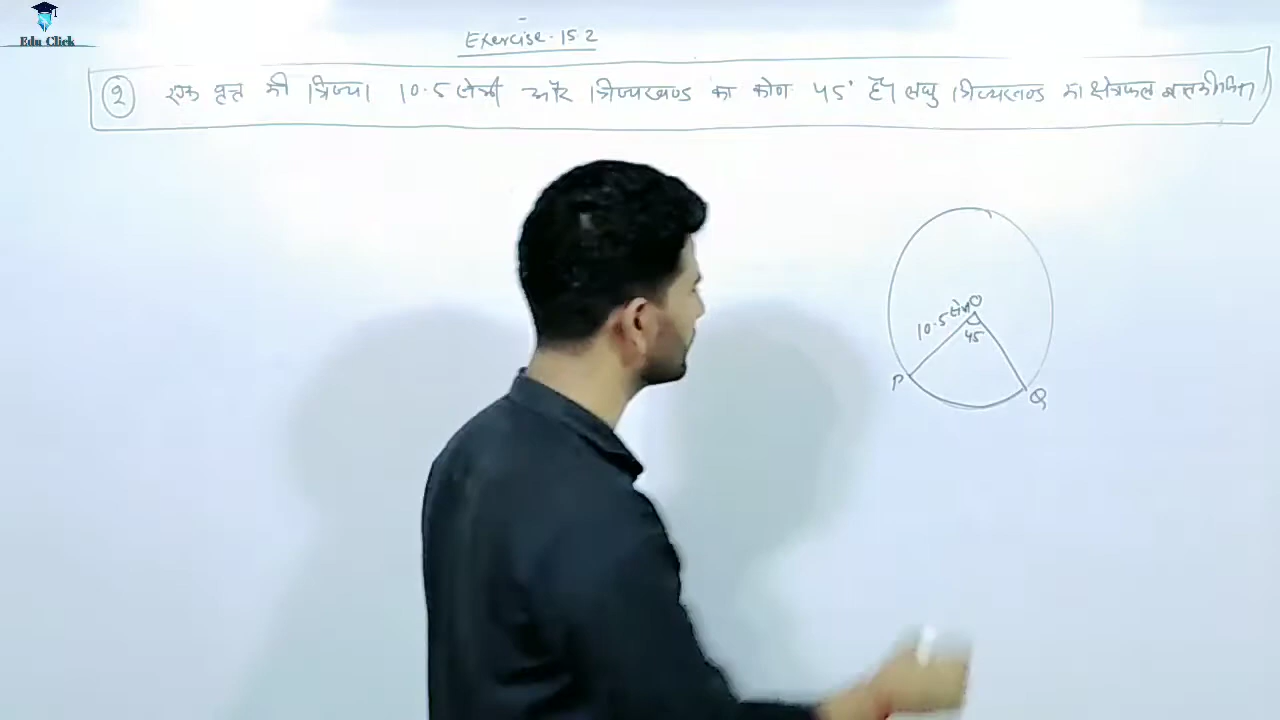 Edu Click
Exercise-15.2
2 एक वृत्त की त्रिज्या 10.5 सेमी और त्रिज्यखण्ड का कोण 45° है। लघु त्रिज्यखण्ड का क्षेत्रफल ज्ञात कीजिए
O
10.5 सेमी
45
P
Q